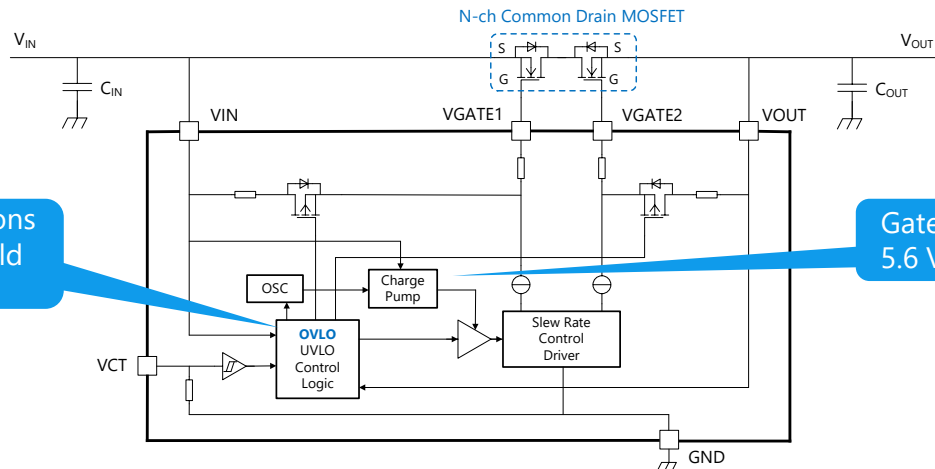 N-ch Common Drain MOSFET
VIN
VOUT
S
S
G
G
CIN
COUT
VIN
VGATE1
VGATE2
VOUT
ons
ld
Gate
5.6 V
OSC
Charge
Pump
OVLO
UVLO
Control
Logic
Slew Rate
Control
Driver
VCT
GND